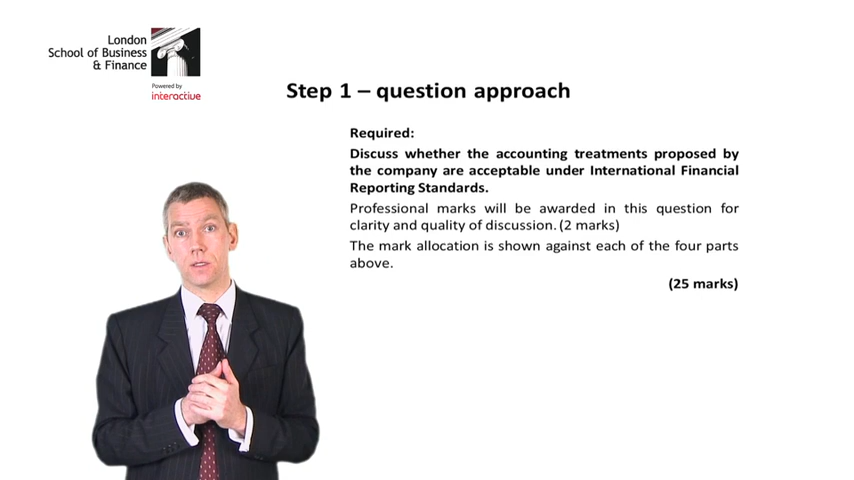 London
School of Business
& Finance
Powered by
interactive
Step 1 – question approach
Required:
Discuss whether the accounting treatments proposed by
the company are acceptable under International Financial
Reporting Standards.
Professional marks will be awarded in this question for
clarity and quality of discussion. (2 marks)
The mark allocation is shown against each of the four parts
above.
(25 marks)